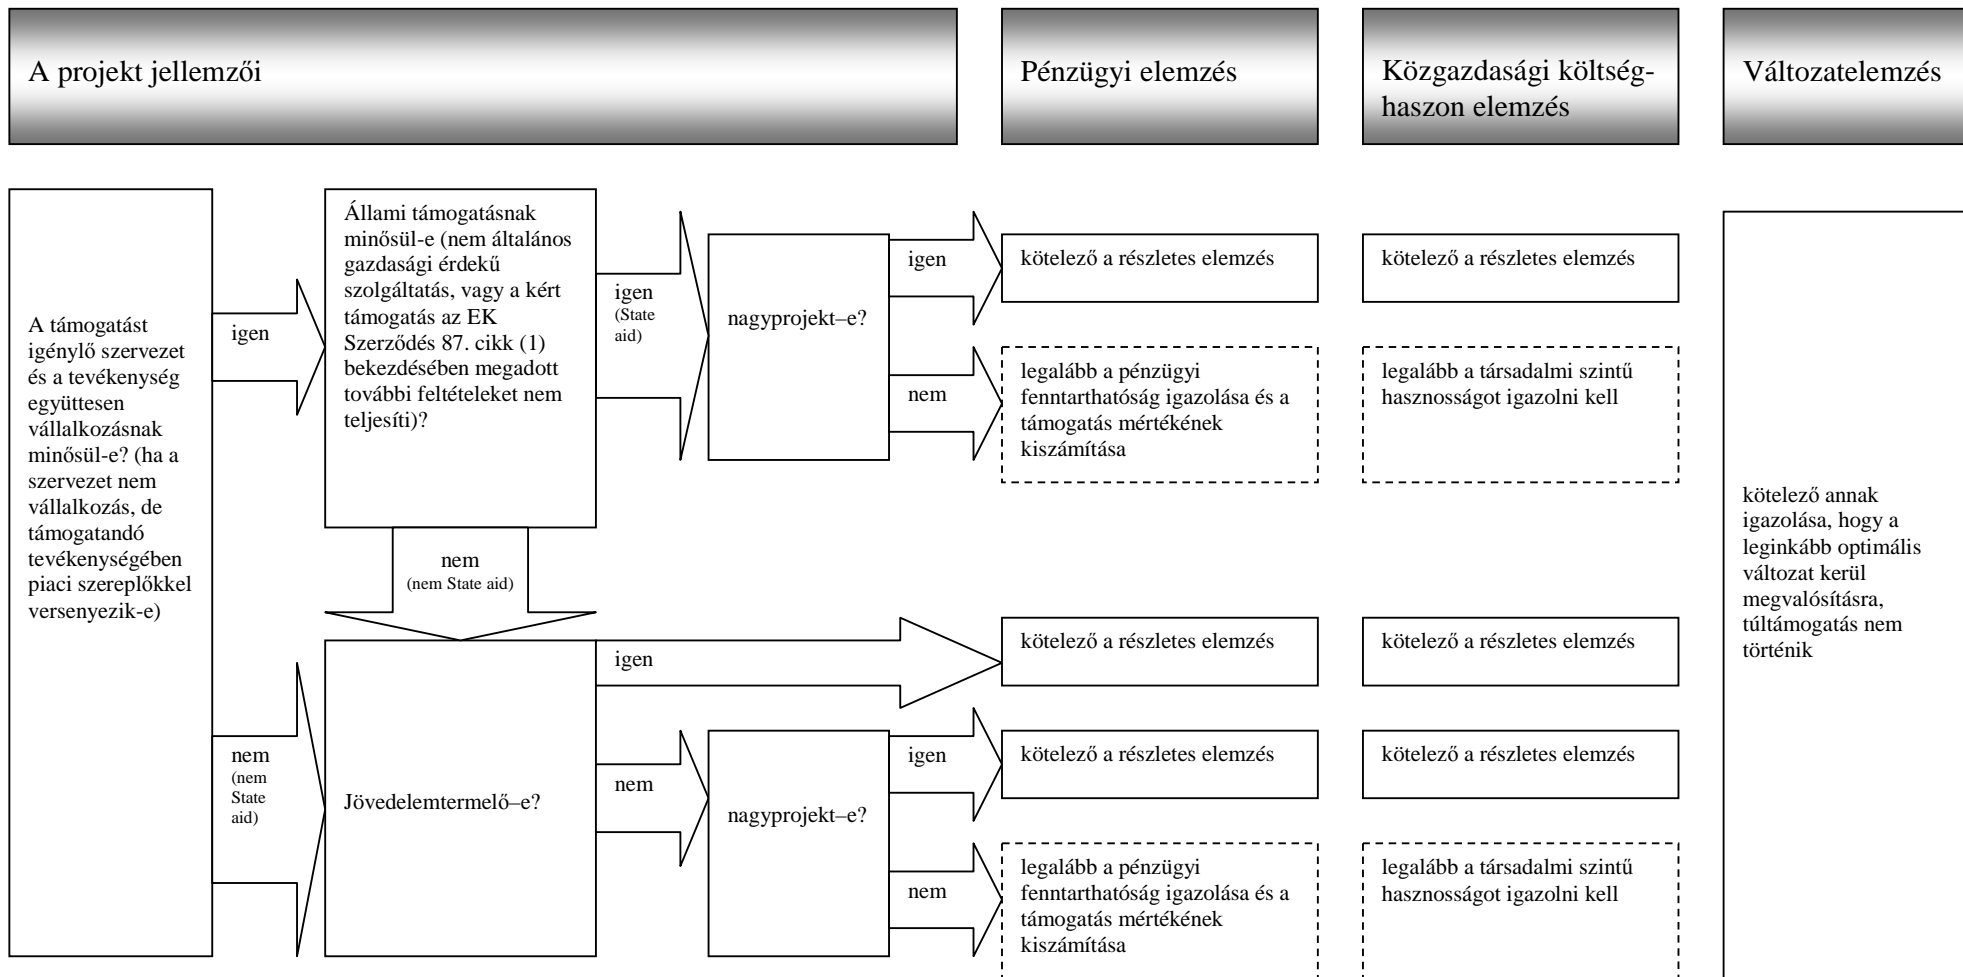 A projekt jellemzői
Pénzügyi elemzés
Közgazdasági költség-
haszon elemzés
Változatelemzés
A támogatást
igénylő szervezet
és a tevékenység
együttesen
vállalkozásnak
minősül-e? (ha a
szervezet nem
vállalkozás, de
támogatandó
tevékenységében
piaci szereplőkkel
versenyezik-e)
igen
Állami támogatásnak
minősül-e (nem általános
gazdasági érdekű
szolgáltatás, vagy a kért
támogatás az EK
Szerződés 87. cikk (1)
bekezdésében megadott
további feltételeket nem
teljesíti)?
igen
(State
aid)
nagyprojekt–e?
igen
kötelező a részletes elemzés
kötelező a részletes elemzés
nem
legalább a pénzügyi
fenntarthatóság igazolása és a
támogatás mértékének
kiszámítása
legalább a társadalmi szintű
hasznosságot igazolni kell
nem
(nem State aid)
nem
(nem
State
aid)
Jövedelemtermelő–e?
igen
kötelező a részletes elemzés
kötelező a részletes elemzés
nem
nagyprojekt–e?
igen
kötelező a részletes elemzés
kötelező a részletes elemzés
nem
legalább a pénzügyi
fenntarthatóság igazolása és a
támogatás mértékének
kiszámítása
legalább a társadalmi szintű
hasznosságot igazolni kell
kötelező annak
igazolása, hogy a
leginkább optimális
változat kerül
megvalósításra,
túltámogatás nem
történik